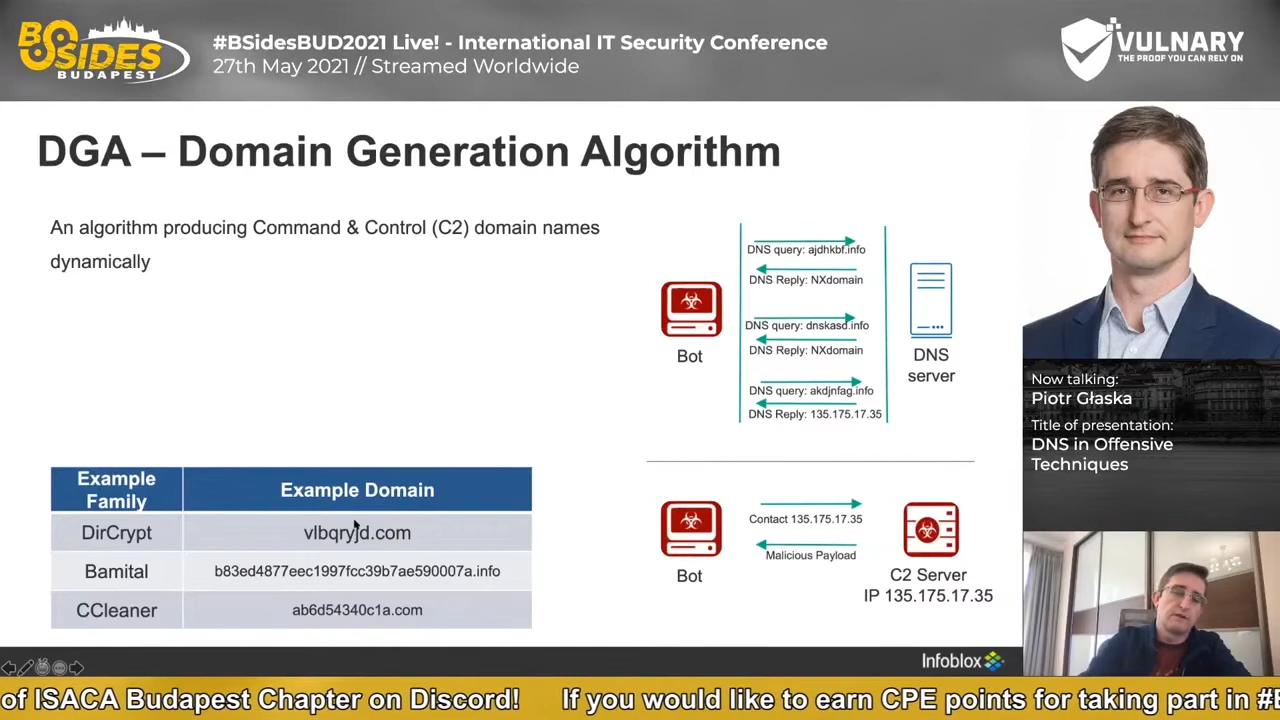 BSIDES
BUDAPEST
#BSidesBUD2021 Live! - International IT Security Conference
27th May 2021 // Streamed Worldwide
VULNARY
THE PROOF YOU CAN RELY ON
DGA – Domain Generation Algorithm
An algorithm producing Command & Control (C2) domain names
dynamically
DNS query: ajdhkbf.info
DNS Reply: NXdomain
DNS query: dnskasd.info
DNS Reply: NXdomain
DNS query: akdjnfag.info
DNS Reply: 135.175.17.35
Bot
DNS
server
Example
Family
Example Domain
DirCrypt
vlbqryjd.com
Bamital
b83ed4877eec1997fcc39b7ae590007a.info
CCleaner
ab6d54340c1a.com
Contact 135.175.17.35
Malicious Payload
Bot
C2 Server
IP 135.175.17.35
Now talking:
Piotr Głaska
Title of presentation:
DNS in Offensive
Techniques
Infoblox
of ISACA Budapest Chapter on Discord! If you would like to earn CPE points for taking part in #B